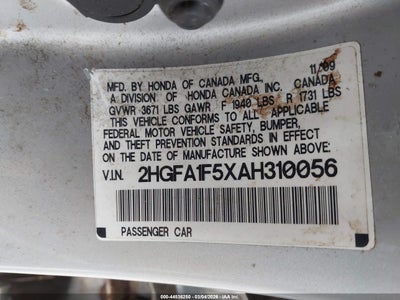 11/09
MFD. BY HONDA OF CANADA MFG.,
A DIVISION OF HONDA CANADA INC. CANADA
GVWR 3671 LBS GAWR F 1940 LBS R 1731 LBS
THIS VEHICLE CONFORMS TO ALL APPLICABLE
FEDERAL MOTOR VEHICLE SAFETY, BUMPER,
AND THEFT PREVENTION STANDARDS IN EFFECT
ON THE DATE OF MANUFACTURE SHOWN ABOVE:
V.I.N. 2HGFA1F5XAH310056
PASSENGER CAR
000-44536250 - 03/04/2026 - IAA Inc.